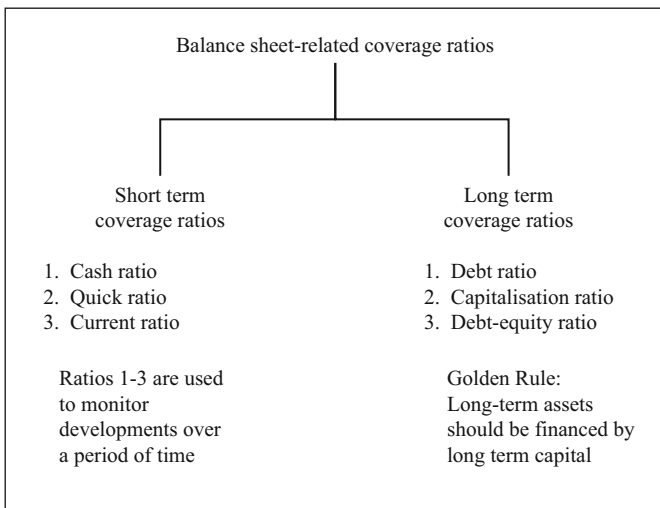 Balance sheet-related coverage ratios
Short term
coverage ratios
1. Cash ratio
2. Quick ratio
3. Current ratio
Ratios 1-3 are used
to monitor
developments over
a period of time
Long term
coverage ratios
1. Debt ratio
2. Capitalisation ratio
3. Debt-equity ratio
Golden Rule:
Long-term assets
should be financed by
long term capital